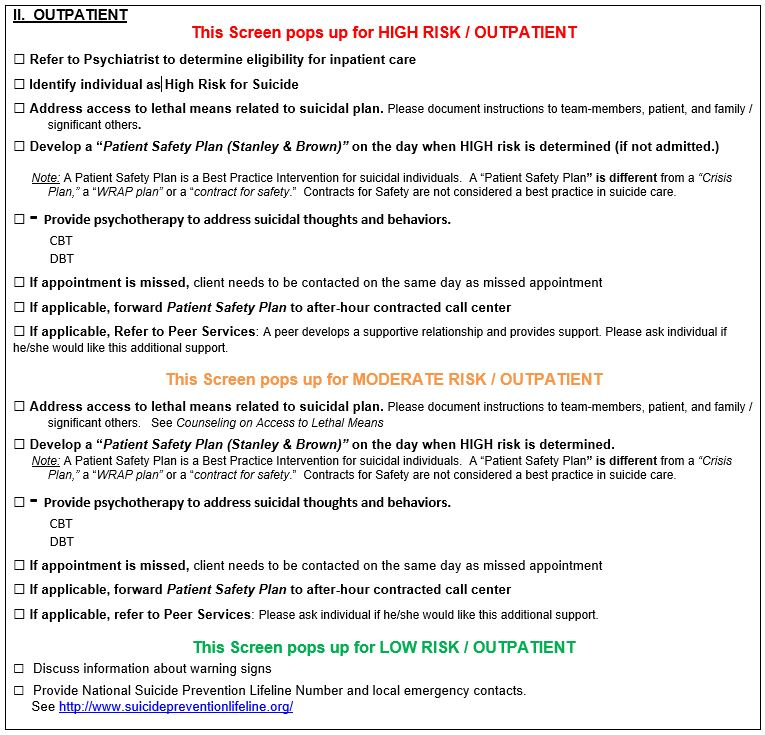 II. OUTPATIENT
This Screen pops up for HIGH RISK / OUTPATIENT
☐ Refer to Psychiatrist to determine eligibility for inpatient care
☐ Identify individual as High Risk for Suicide
☐ Address access to lethal means related to suicidal plan. Please document instructions to team-members, patient, and family /
significant others.
☐ Develop a “Patient Safety Plan (Stanley & Brown)” on the day when HIGH risk is determined (if not admitted.)
Note: A Patient Safety Plan is a Best Practice Intervention for suicidal individuals. A “Patient Safety Plan” is different from a “Crisis
Plan,” a “WRAP plan” or a “contract for safety.” Contracts for Safety are not considered a best practice in suicide care.
☐ - Provide psychotherapy to address suicidal thoughts and behaviors.
CBT
DBT
☐ If appointment is missed, client needs to be contacted on the same day as missed appointment
☐ If applicable, forward Patient Safety Plan to after-hour contracted call center
☐ If applicable, Refer to Peer Services: A peer develops a supportive relationship and provides support. Please ask individual if
he/she would like this additional support.
This Screen pops up for MODERATE RISK / OUTPATIENT
☐ Address access to lethal means related to suicidal plan. Please document instructions to team-members, patient, and family /
significant others. See Counseling on Access to Lethal Means
☐ Develop a “Patient Safety Plan (Stanley & Brown)” on the day when HIGH risk is determined.
Note: A Patient Safety Plan is a Best Practice Intervention for suicidal individuals. A “Patient Safety Plan” is different from a “Crisis
Plan,” a “WRAP plan” or a “contract for safety.” Contracts for Safety are not considered a best practice in suicide care.
☐ - Provide psychotherapy to address suicidal thoughts and behaviors.
CBT
DBT
☐ If appointment is missed, client needs to be contacted on the same day as missed appointment
☐ If applicable, forward Patient Safety Plan to after-hour contracted call center
☐ If applicable, refer to Peer Services: Please ask individual if he/she would like this additional support.
This Screen pops up for LOW RISK / OUTPATIENT
☐ Discuss information about warning signs
☐ Provide National Suicide Prevention Lifeline Number and local emergency contacts.
See http://www.suicidepreventionlifeline.org/